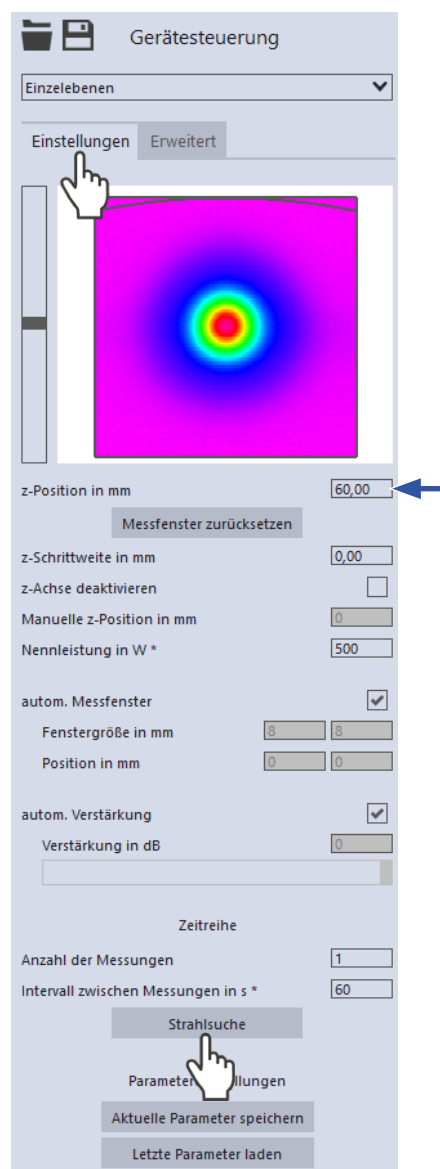 Gerätesteuerung
Einzelebenen
Einstellungen Erweitert
z-Position in mm 60,00
Messfenster zurücksetzen
z-Schrittweite in mm 0,00
z-Achse deaktivieren
Manuelle z-Position in mm 0
Nennleistung in W * 500
autom. Messfenster
Fenstergröße in mm 8 8
Position in mm 0 0
autom. Verstärkung
Verstärkung in dB 0
Zeitreihe
Anzahl der Messungen 1
Intervall zwischen Messungen in s * 60
Strahlsuche
Parameter llungen
Aktuelle Parameter speichern
Letzte Parameter laden